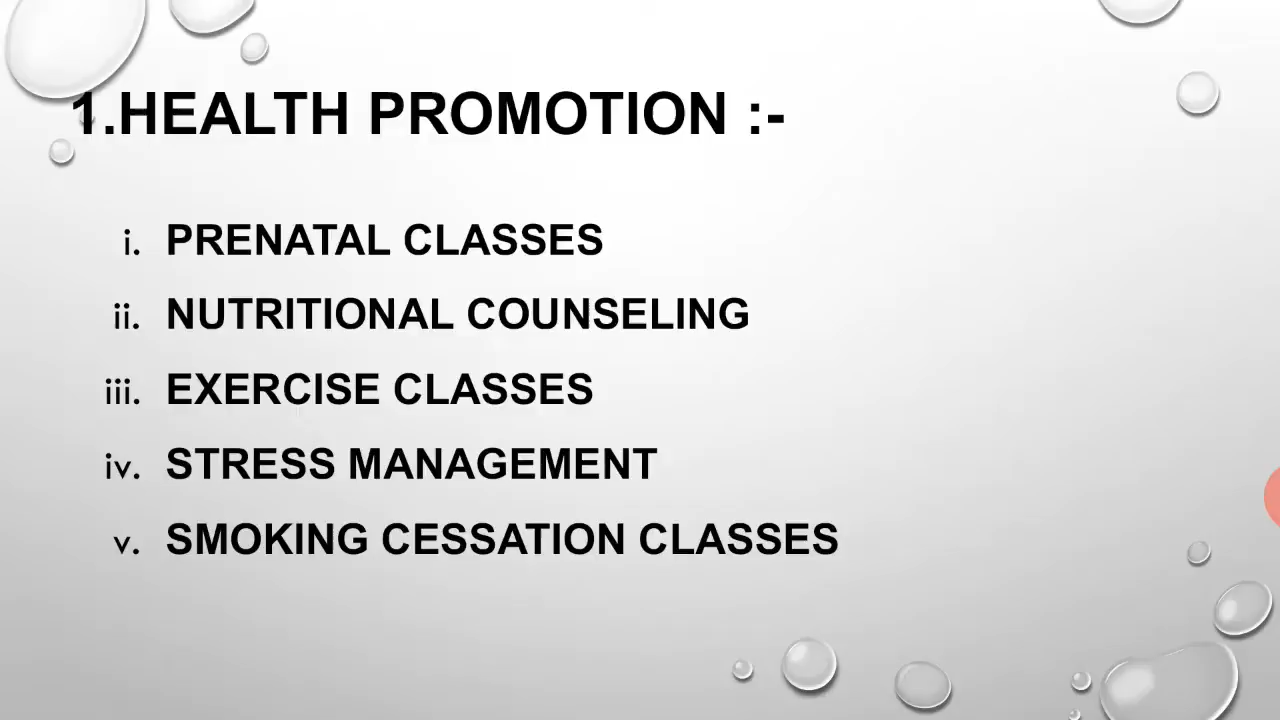 1.HEALTH PROMOTION :-
i. PRENATAL CLASSES
ii. NUTRITIONAL COUNSELING
iii. EXERCISE CLASSES
iv. STRESS MANAGEMENT
v. SMOKING CESSATION CLASSES